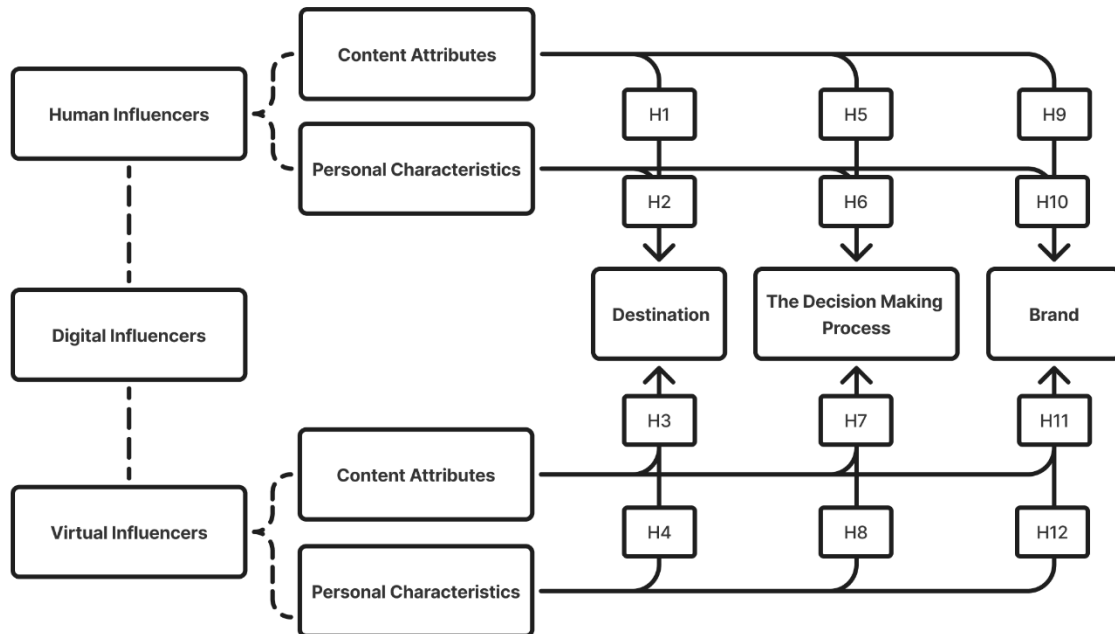 Content Attributes
Human Influencers
H1
H5
H9
Personal Characteristics
H2
H6
H10
Destination
The Decision Making
Process
Brand
Digital Influencers
H3
H7
H11
Content Attributes
Virtual Influencers
H4
H8
H12
Personal Characteristics